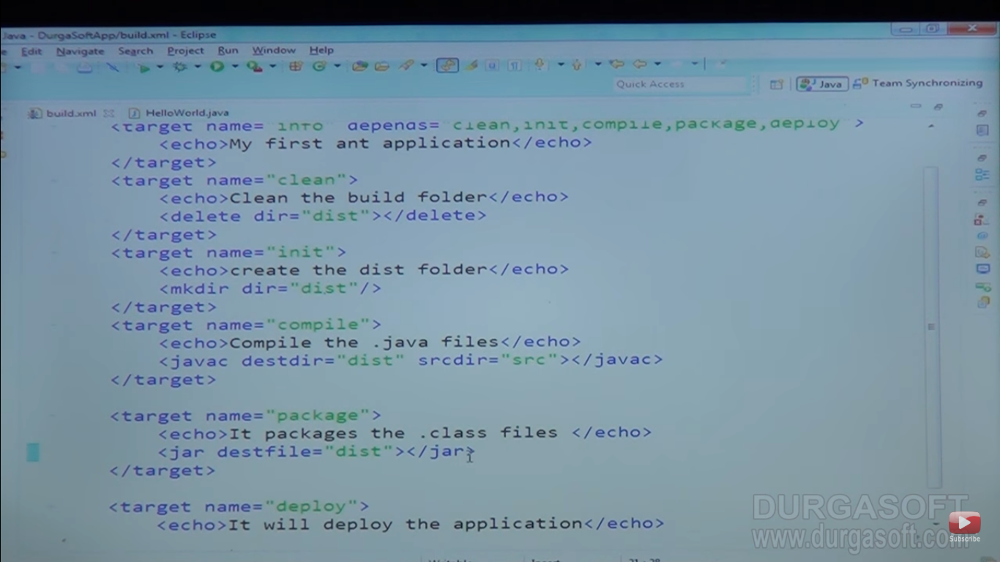 Java - DurgaSoftApp/build.xml - Eclipse
Edit Navigate Search Project Run Window Help
Quick Access
Java
Team Synchronizing
build.xml
HelloWorld.java
<target name="info" depends="clean,init,compile,package,deploy">
<echo>My first ant application</echo>
</target>
<target name="clean">
<echo>Clean the build folder</echo>
<delete dir="dist"></delete>
</target>
<target name="init">
<echo>create the dist folder</echo>
<mkdir dir="dist"/>
</target>
<target name="compile">
<echo>Compile the .java files</echo>
<javac destdir="dist" srcdir="src"></javac>
</target>
<target name="package">
<echo>It packages the .class files </echo>
<jar destfile="dist"></jar>
</target>
<target name="deploy">
<echo>It will deploy the application</echo>
DURGASOFT
www.durgasoft.com
Subscribe